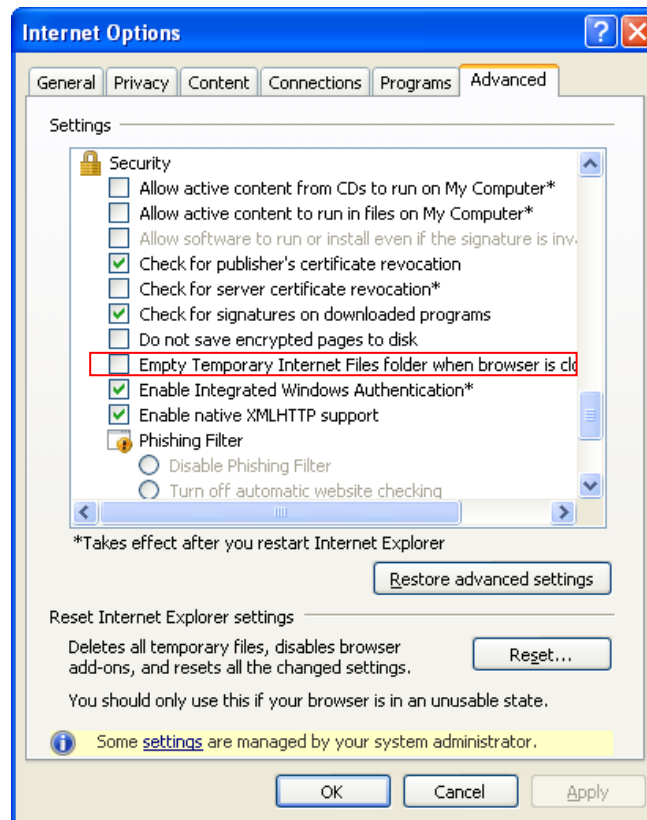 Internet Options
General Privacy Content Connections Programs Advanced
Settings
Security
Allow active content from CDs to run on My Computer*
Allow active content to run in files on My Computer*
Allow software to run or install even if the signature is inv
Check for publisher's certificate revocation
Check for server certificate revocation*
Check for signatures on downloaded programs
Do not save encrypted pages to disk
Empty Temporary Internet Files folder when browser is clo
Enable Integrated Windows Authentication*
Enable native XMLHTTP support
Phishing Filter
Disable Phishing Filter
Turn off automatic website checking
*Takes effect after you restart Internet Explorer
Restore advanced settings
Reset Internet Explorer settings
Deletes all temporary files, disables browser
add-ons, and resets all the changed settings.
Reset...
You should only use this if your browser is in an unusable state.
Some settings are managed by your system administrator.
OK Cancel Apply